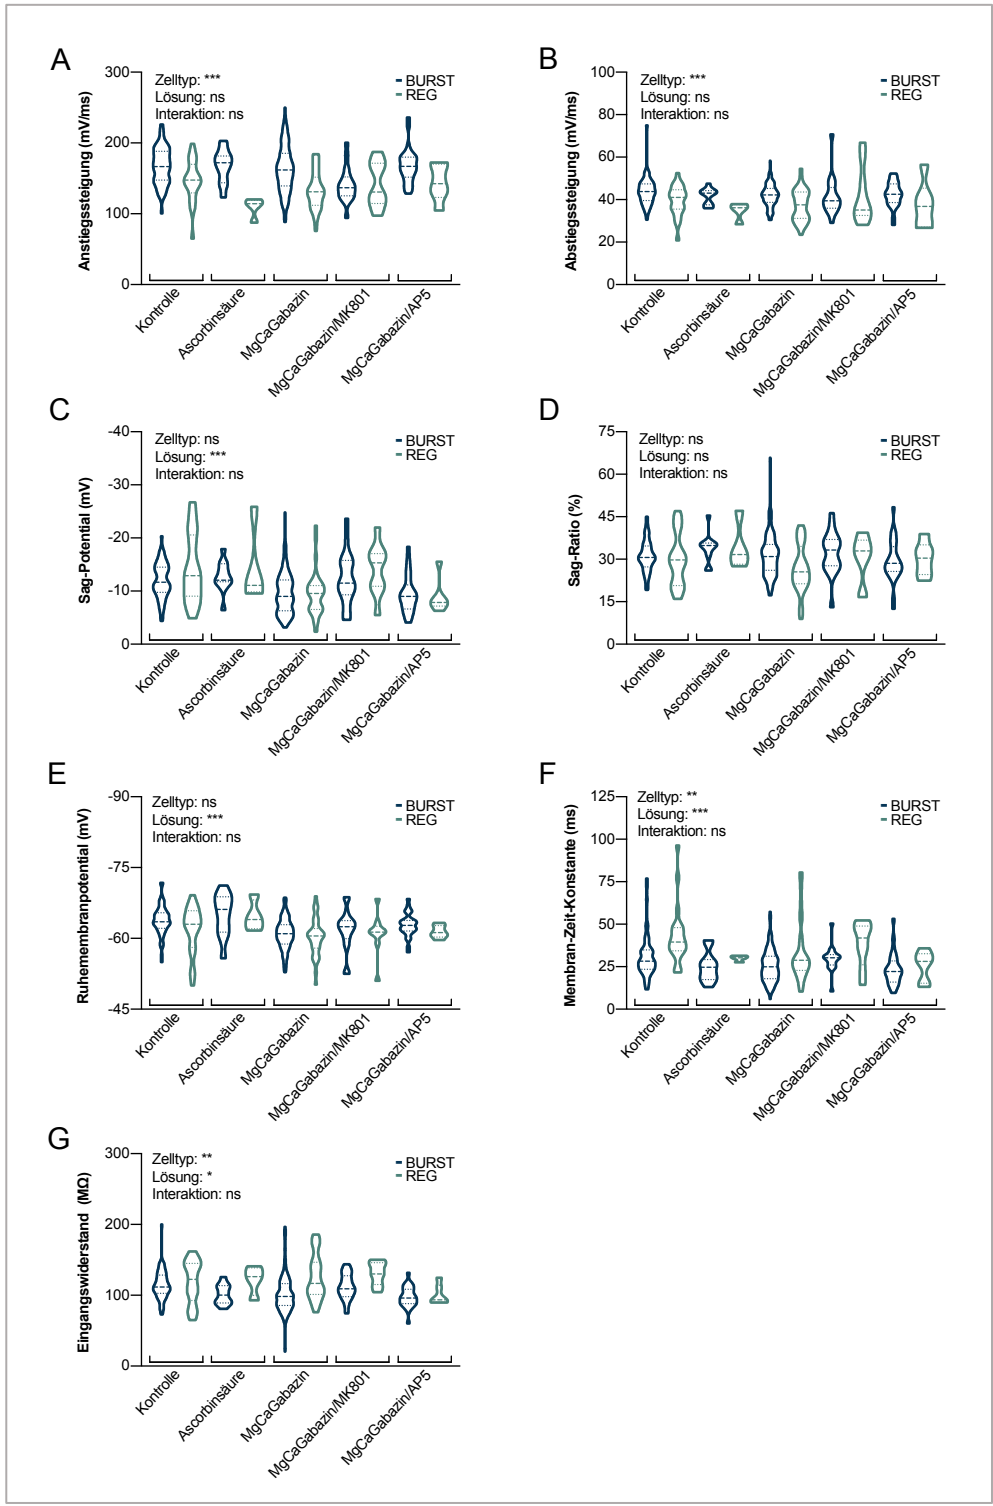 A
Anstiegssteigung (mV/ms)
300
200
100
0
Zelltyp: ***
Lösung: ns
Interaktion: ns
BURST
REG
Kontrolle
Ascorbinsäure
MgCaGabazin
MgCaGabazin/MK801
MgCaGabazin/AP5
B
Abstiegssteigung (mV/ms)
100
80
60
40
20
0
Zelltyp: ***
Lösung: ns
Interaktion: ns
BURST
REG
Kontrolle
Ascorbinsäure
MgCaGabazin
MgCaGabazin/MK801
MgCaGabazin/AP5
C
Sag-Potential (mV)
-40
-30
-20
-10
0
Zelltyp: ns
Lösung: ***
Interaktion: ns
BURST
REG
Kontrolle
Ascorbinsäure
MgCaGabazin
MgCaGabazin/MK801
MgCaGabazin/AP5
D
Sag-Ratio (%)
75
60
45
30
15
0
Zelltyp: ns
Lösung: ns
Interaktion: ns
BURST
REG
Kontrolle
Ascorbinsäure
MgCaGabazin
MgCaGabazin/MK801
MgCaGabazin/AP5
E
Ruhemembranpotential (mV)
-90
-75
-60
-45
Zelltyp: ns
Lösung: ***
Interaktion: ns
BURST
REG
Kontrolle
Ascorbinsäure
MgCaGabazin
MgCaGabazin/MK801
MgCaGabazin/AP5
F
Membran-Zeit-Konstante (ms)
125
100
75
50
25
0
Zelltyp: **
Lösung: ***
Interaktion: ns
BURST
REG
Kontrolle
Ascorbinsäure
MgCaGabazin
MgCaGabazin/MK801
MgCaGabazin/AP5
G
Eingangswiderstand (MΩ)
300
200
100
0
Zelltyp: **
Lösung: *
Interaktion: ns
BURST
REG
Kontrolle
Ascorbinsäure
MgCaGabazin
MgCaGabazin/MK801
MgCaGabazin/AP5